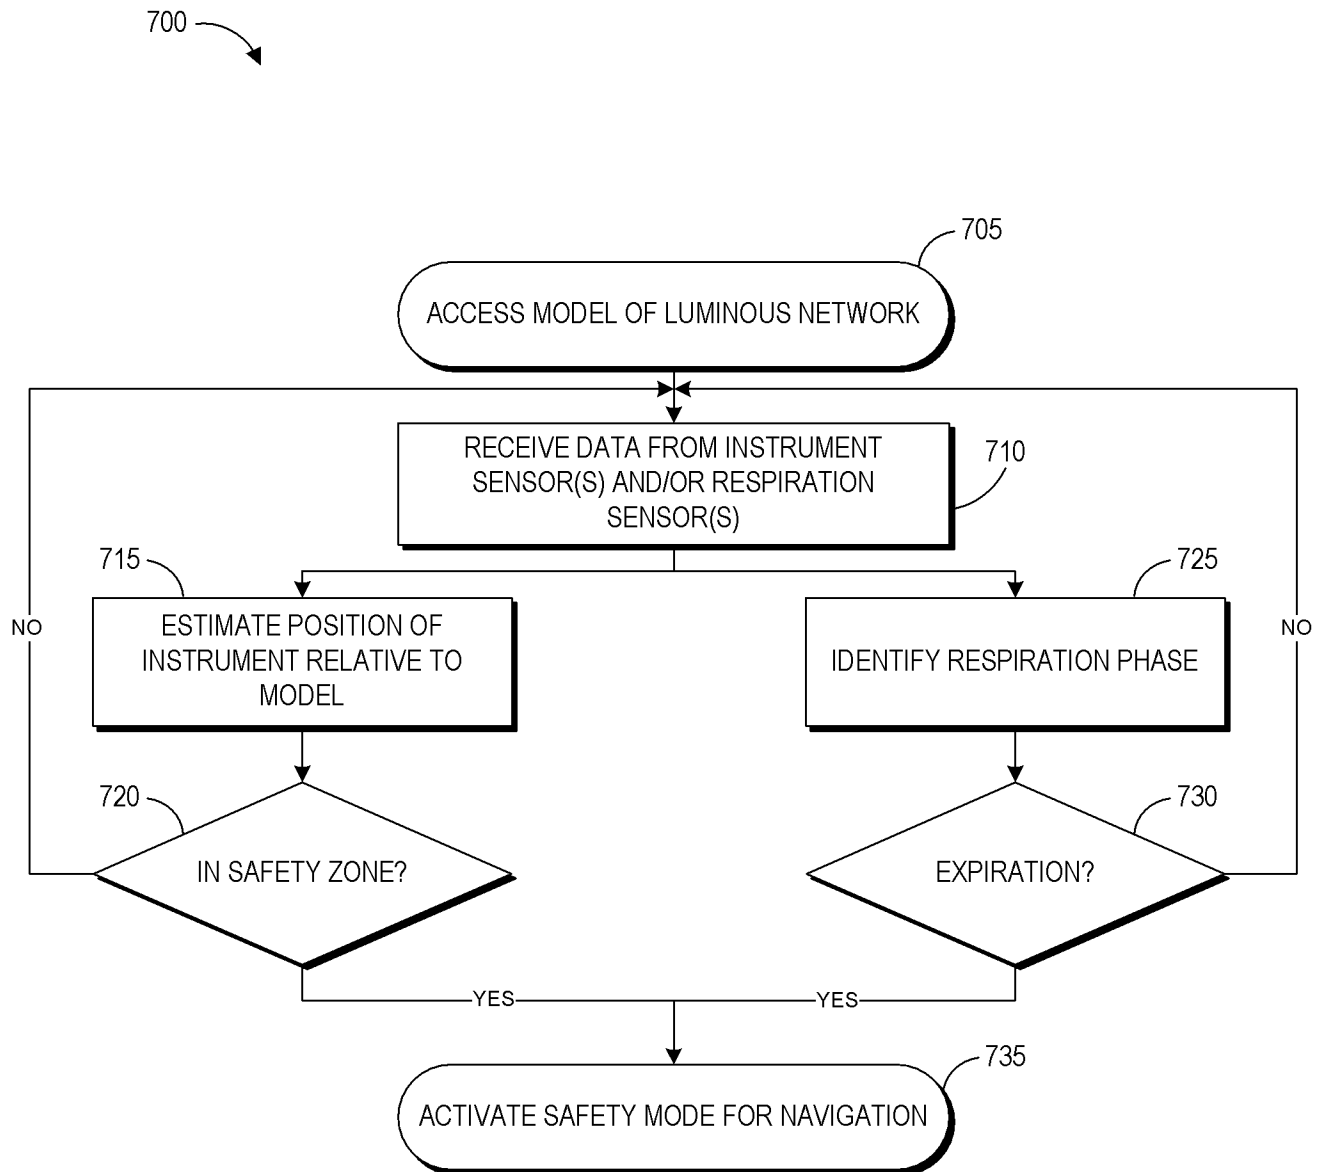 700
705
ACCESS MODEL OF LUMINOUS NETWORK
RECEIVE DATA FROM INSTRUMENT
SENSOR(S) AND/OR RESPIRATION
SENSOR(S)
710
715
725
NO
ESTIMATE POSITION OF
INSTRUMENT RELATIVE TO
MODEL
IDENTIFY RESPIRATION PHASE
NO
720
730
IN SAFETY ZONE?
EXPIRATION?
YES
YES
735
ACTIVATE SAFETY MODE FOR NAVIGATION